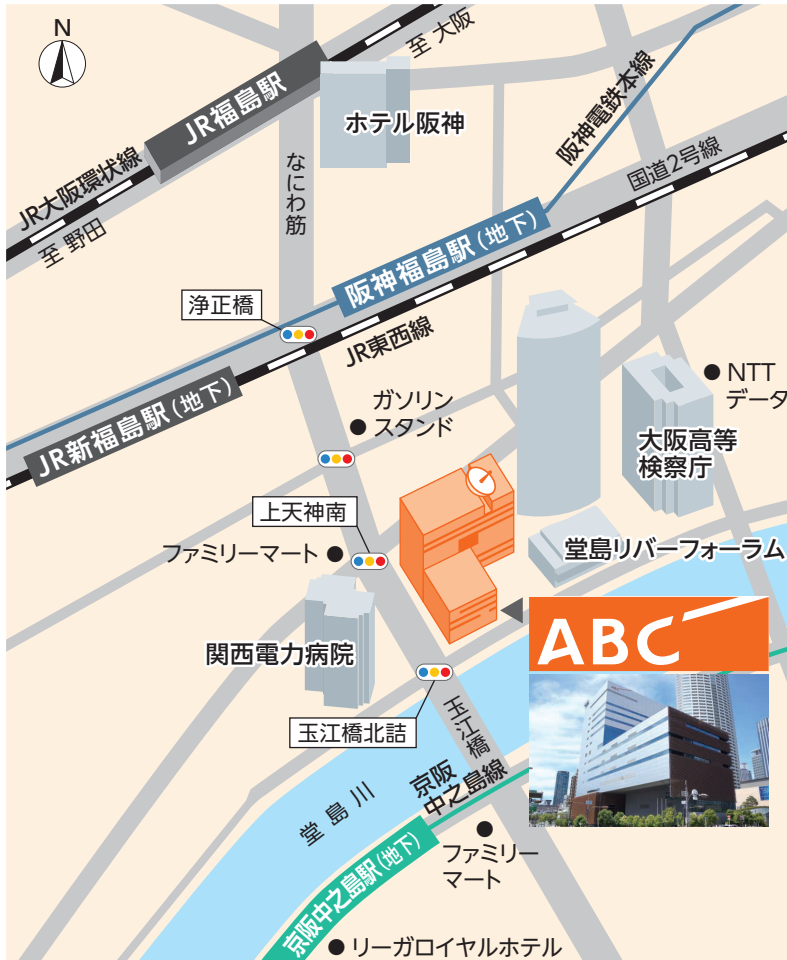 N
至 大阪
JR福島駅
ホテル阪神
阪神電鉄本線
JR大阪環状線
至 野田
なにわ筋
国道2号線
阪神福島駅(地下)
浄正橋
JR東西線
JR新福島駅(地下)
ガソリン
スタンド
NTT
データ
大阪高等
検察庁
上天神南
ファミリーマート
堂島リバーフォーラム
ABC
関西電力病院
玉江橋北詰
玉江橋
京阪
中之島線
堂島川
ファミリー
マート
京阪中之島駅(地下)
リーガロイヤルホテル